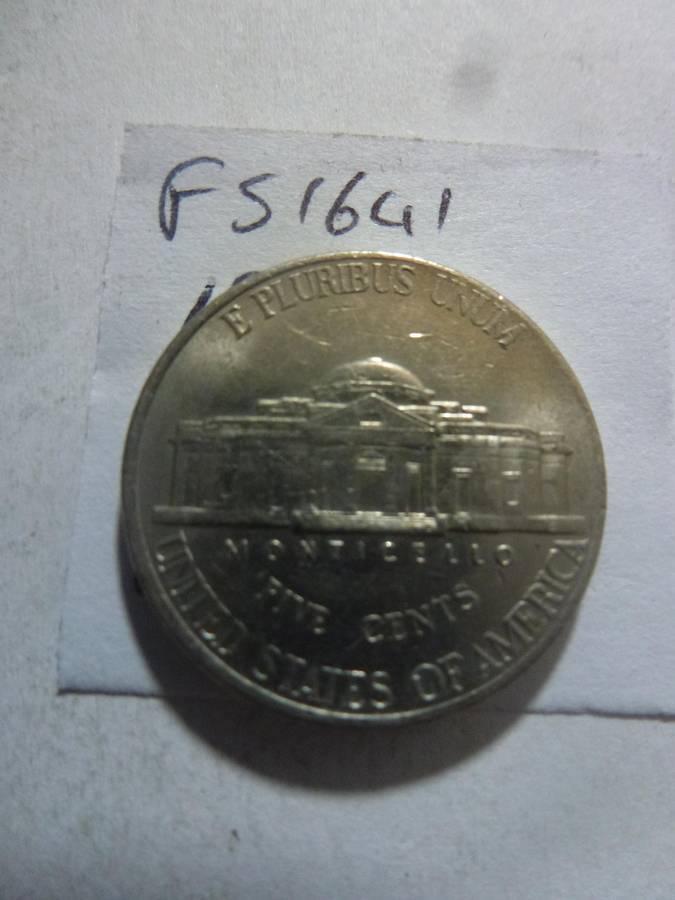 FS1641
E PLURIBUS UNUM
MONTICELLO
FIVE CENTS
UNITED STATES OF AMERICA